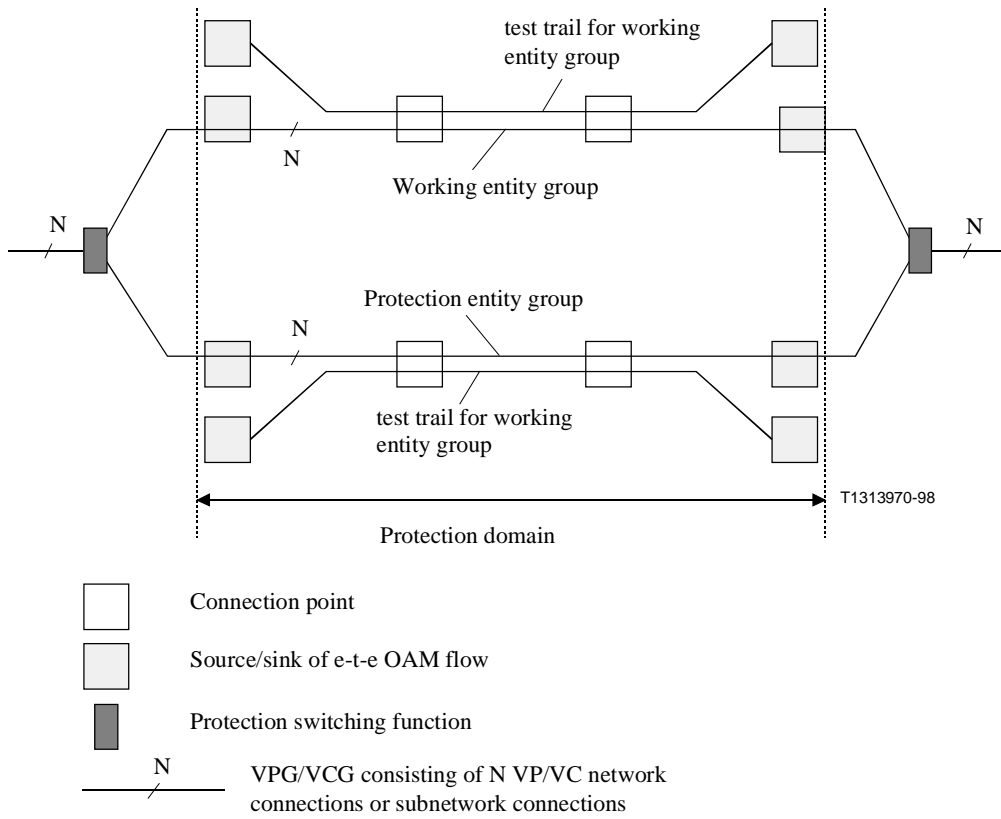 test trail for working
entity group
N
Working entity group
N
N
Protection entity group
N
test trail for working
entity group
T1313970-98
Protection domain
Connection point
Source/sink of e-t-e OAM flow
Protection switching function
N
VPG/VCG consisting of N VP/VC network
connections or subnetwork connections